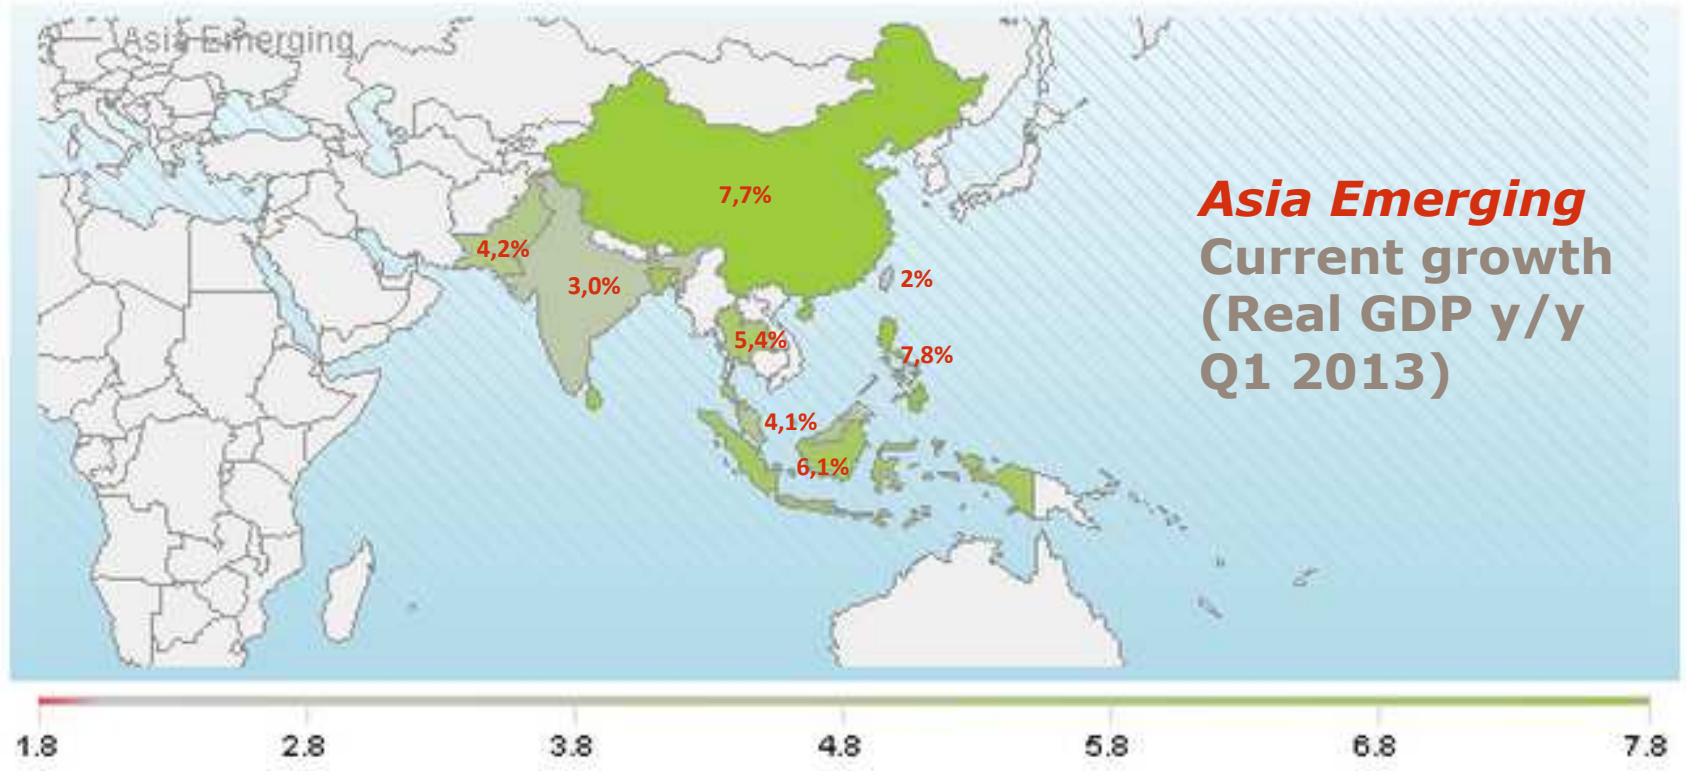 Asia Emerging
7,7%
4,2%
3,0%
2%
5,4%
7,8%
4,1%
6,1%
Asia Emerging
Current growth
(Real GDP y/y
Q1 2013)
1.8 2.8 3.8 4.8 5.8 6.8 7.8